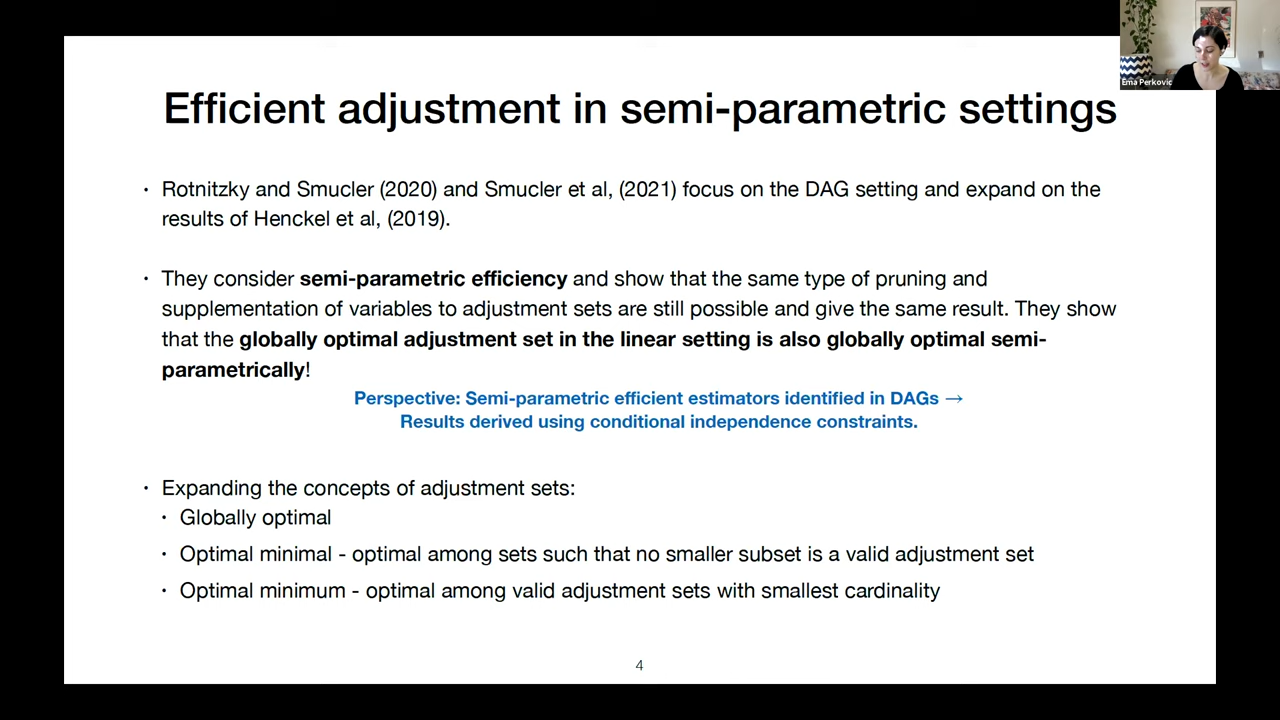 Efficient adjustment in semi-parametric settings
Ema Perkovic
• Rotnitzky and Smucler (2020) and Smucler et al, (2021) focus on the DAG setting and expand on the
results of Henckel et al, (2019).
• They consider semi-parametric efficiency and show that the same type of pruning and
supplementation of variables to adjustment sets are still possible and give the same result. They show
that the globally optimal adjustment set in the linear setting is also globally optimal semi-
parametrically!
Perspective: Semi-parametric efficient estimators identified in DAGs →
Results derived using conditional independence constraints.
• Expanding the concepts of adjustment sets:
• Globally optimal
• Optimal minimal - optimal among sets such that no smaller subset is a valid adjustment set
• Optimal minimum - optimal among valid adjustment sets with smallest cardinality
4